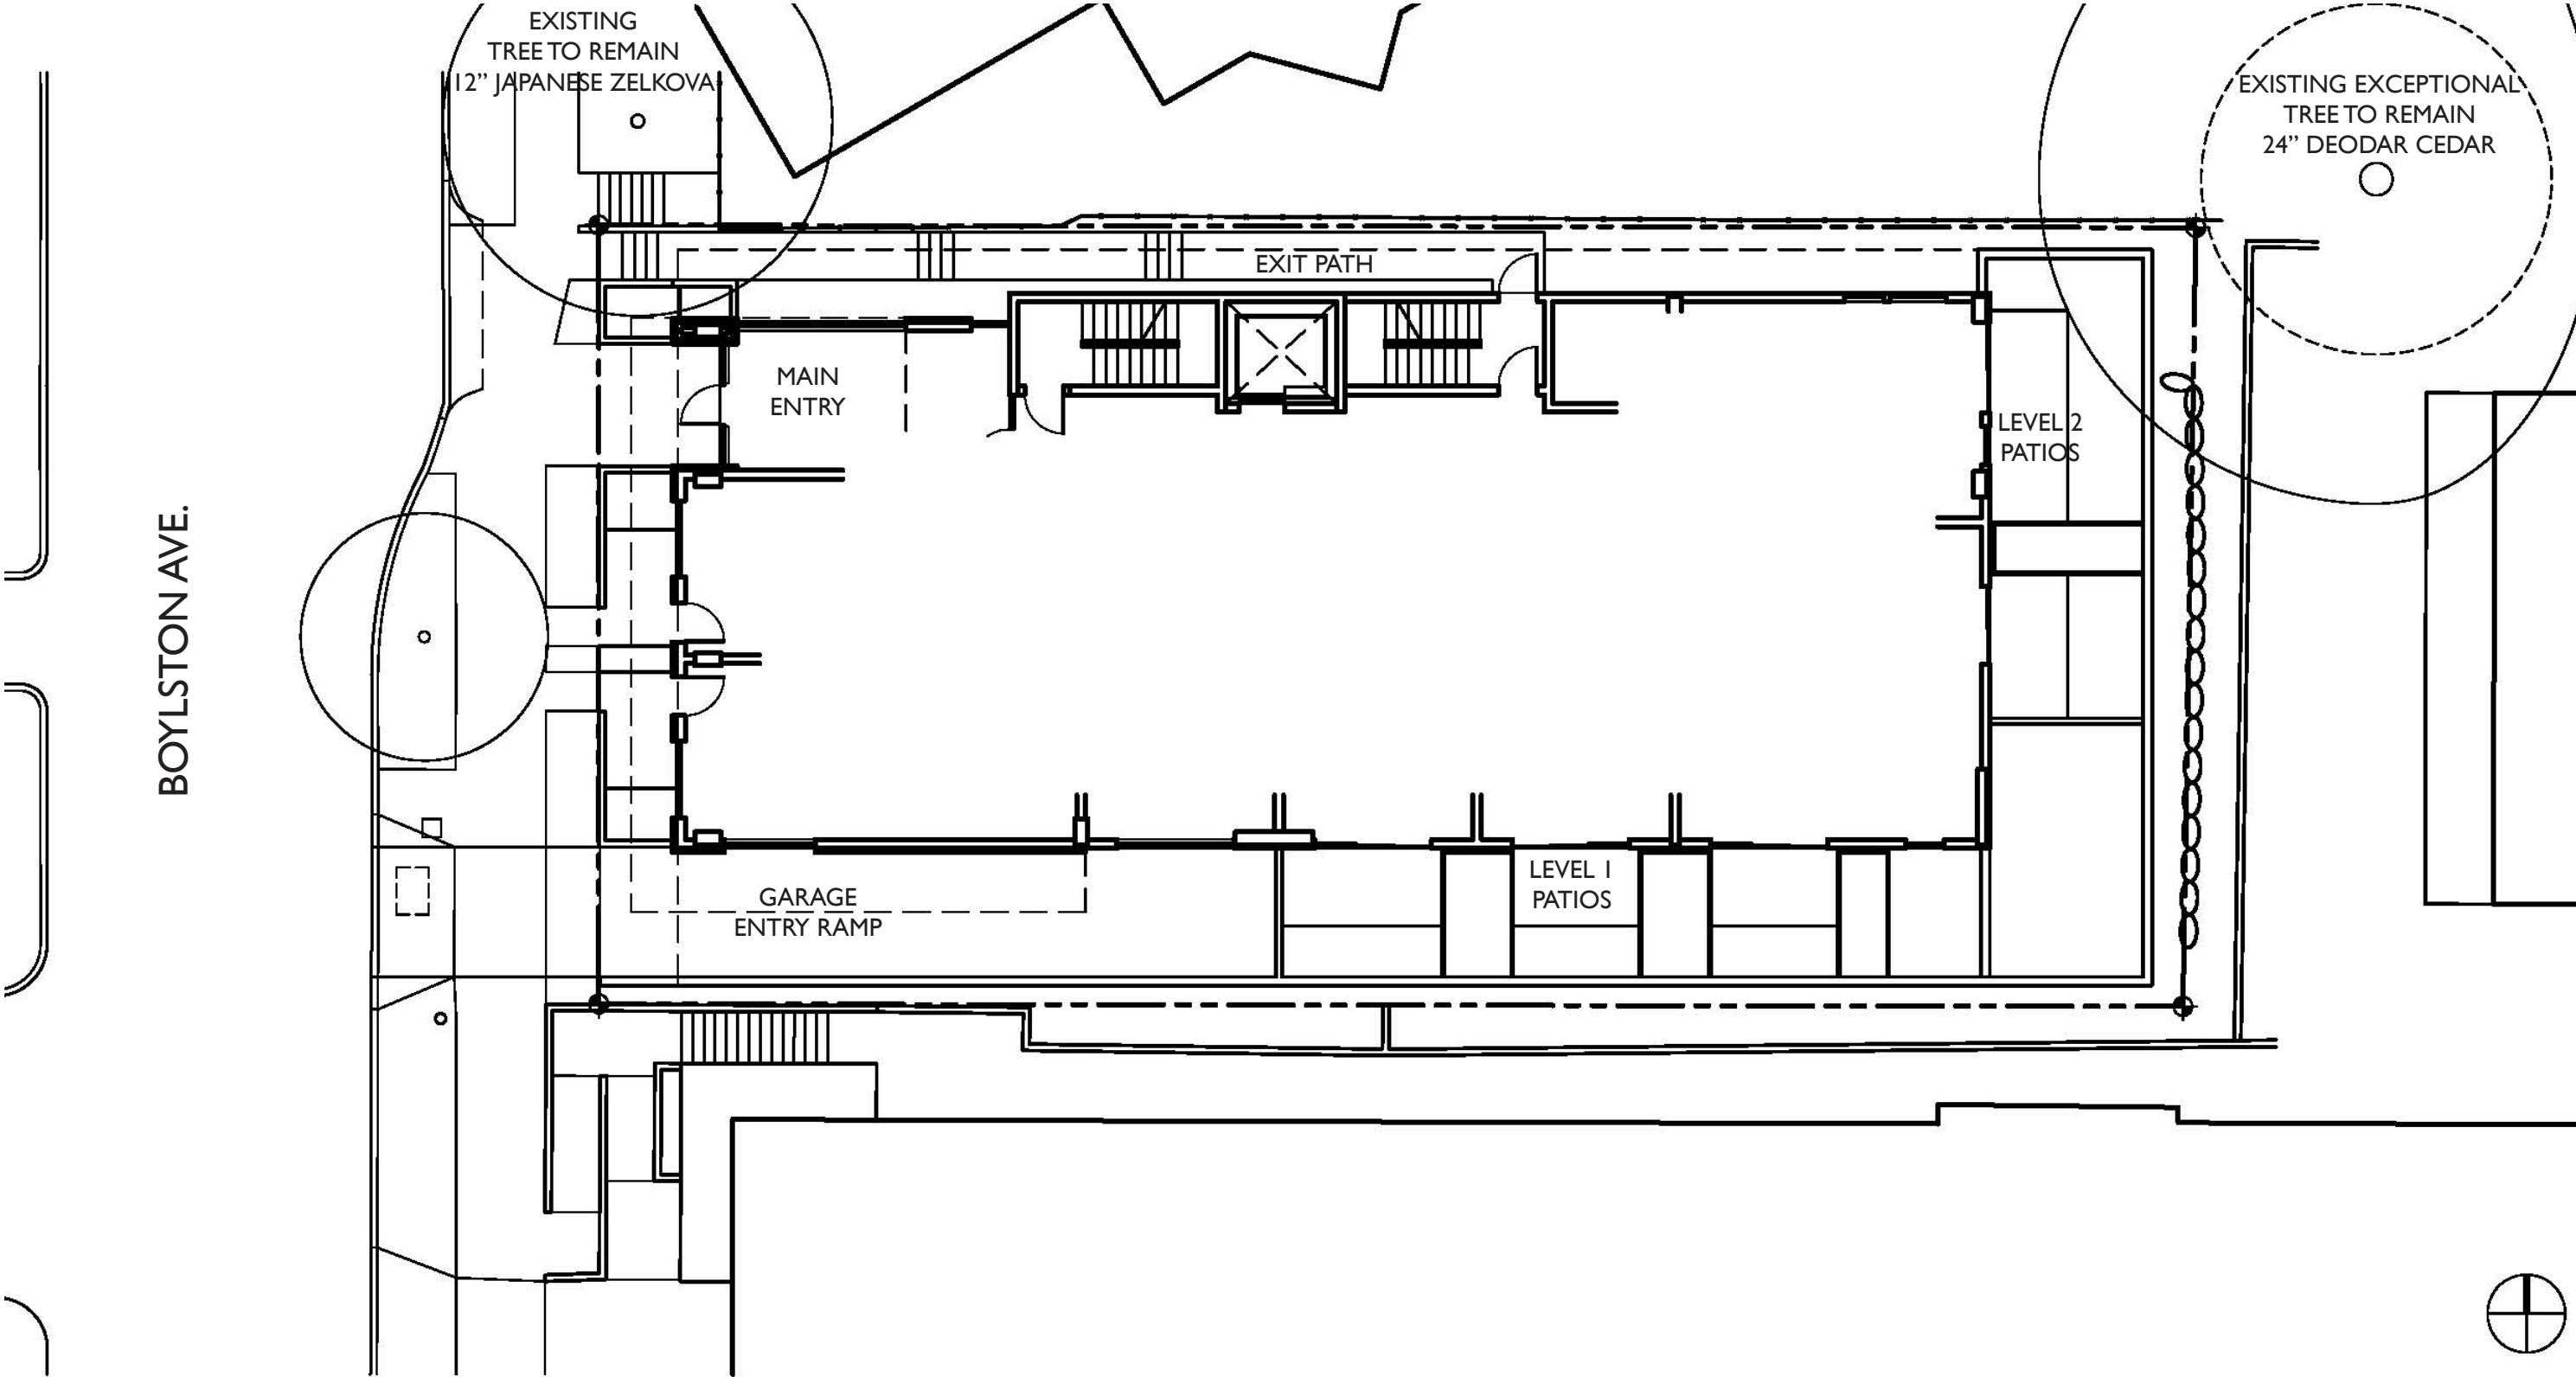 EXISTING
TREE TO REMAIN
12” JAPANESE ZELKOVA
EXISTING EXCEPTIONAL
TREE TO REMAIN
24” DEODAR CEDAR
EXIT PATH
MAIN
ENTRY
LEVEL 2
PATIOS
BOYLSTON AVE.
LEVEL 1
PATIOS
GARAGE
ENTRY RAMP